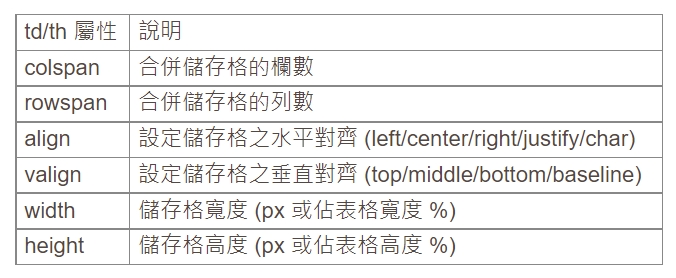 td/th 屬性 說明
colspan 合併儲存格的欄數
rowspan 合併儲存格的列數
align 設定儲存格之水平對齊 (left/center/right/justify/char)
valign 設定儲存格之垂直對齊 (top/middle/bottom/baseline)
width 儲存格寬度 (px 或佔表格寬度 %)
height 儲存格高度 (px 或佔表格高度 %)